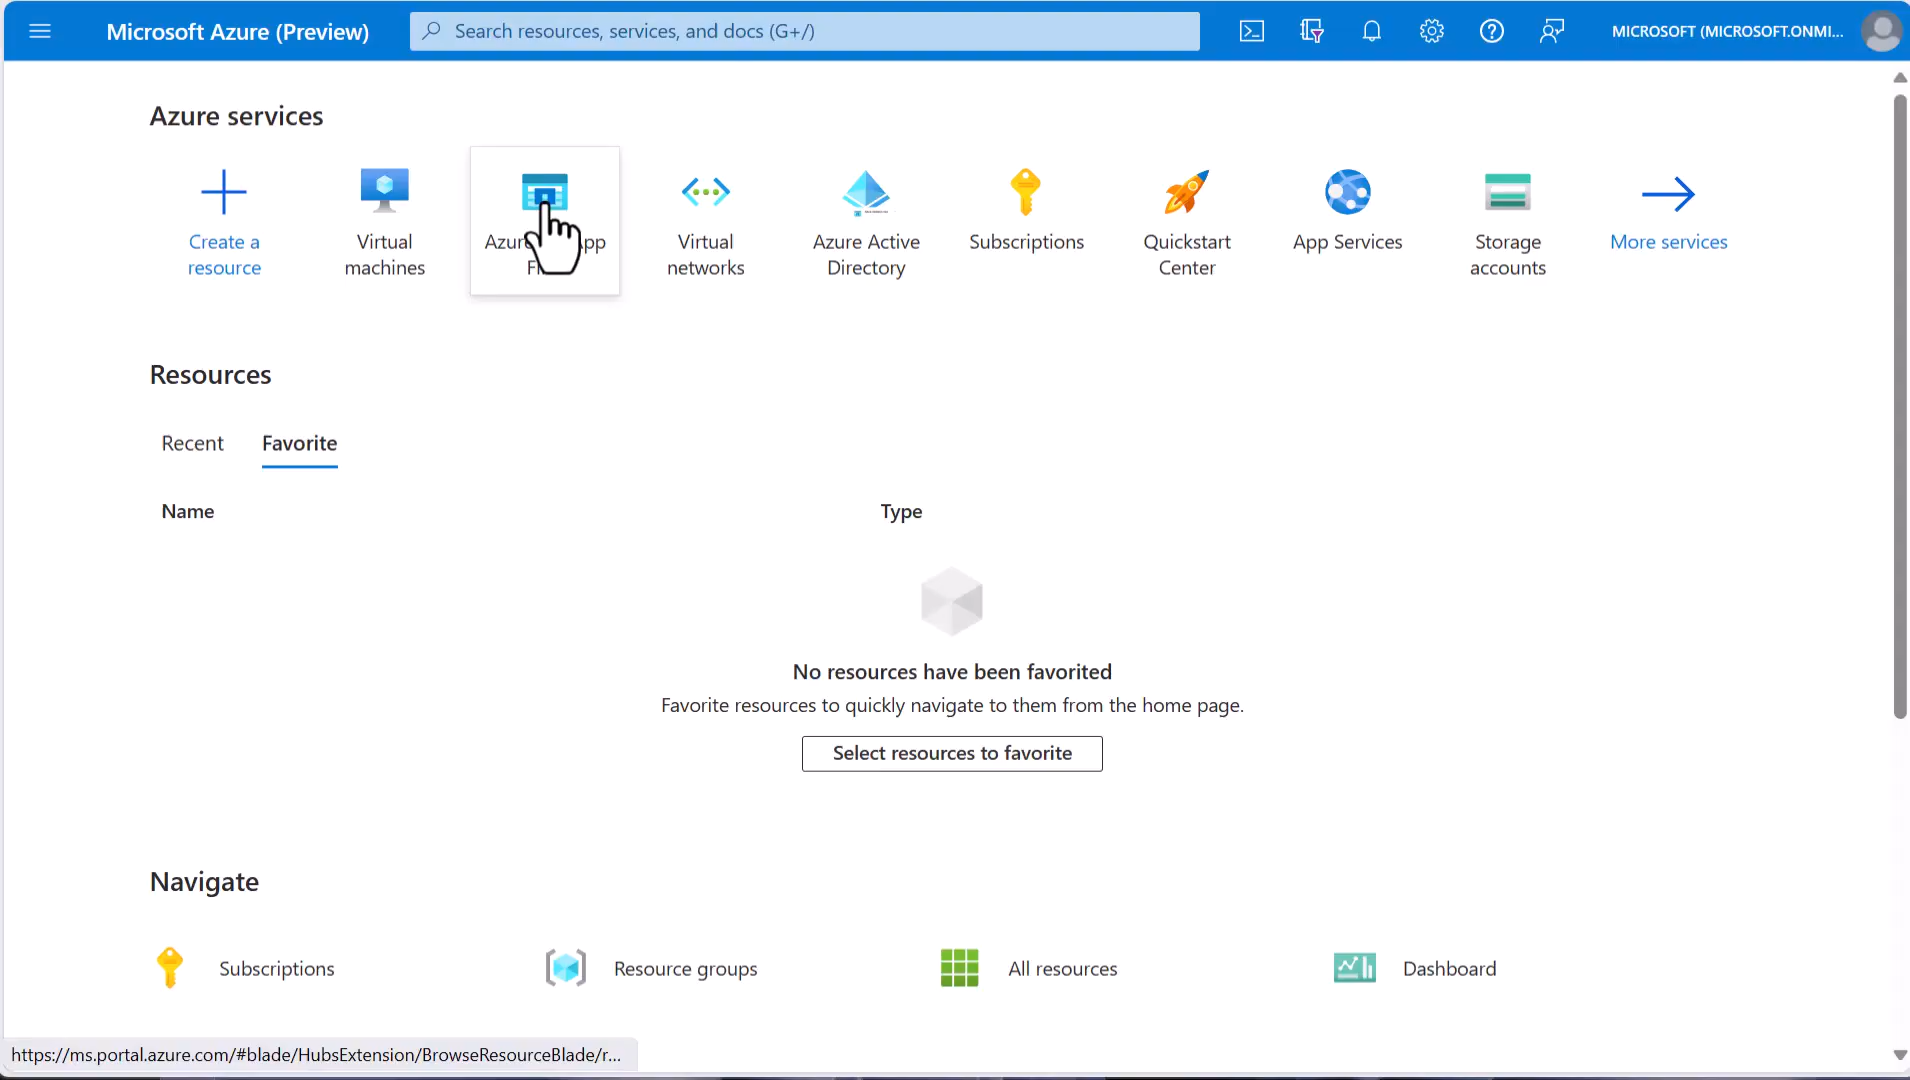 Microsoft Azure (Preview)
Search resources, services, and docs (G+/)
MICROSOFT (MICROSOFT.ONMI...
Azure services
Create a
resource
Virtual
machines
Virtual
networks
Azure Active
Directory
Subscriptions
Quickstart
Center
App Services
Storage
accounts
More services
Resources
Recent
Favorite
Name
Type
No resources have been favorited
Favorite resources to quickly navigate to them from the home page.
Select resources to favorite
Navigate
Subscriptions
Resource groups
All resources
Dashboard
https://ms.portal.azure.com/#blade/HubsExtension/BrowseResourceBlade/r...